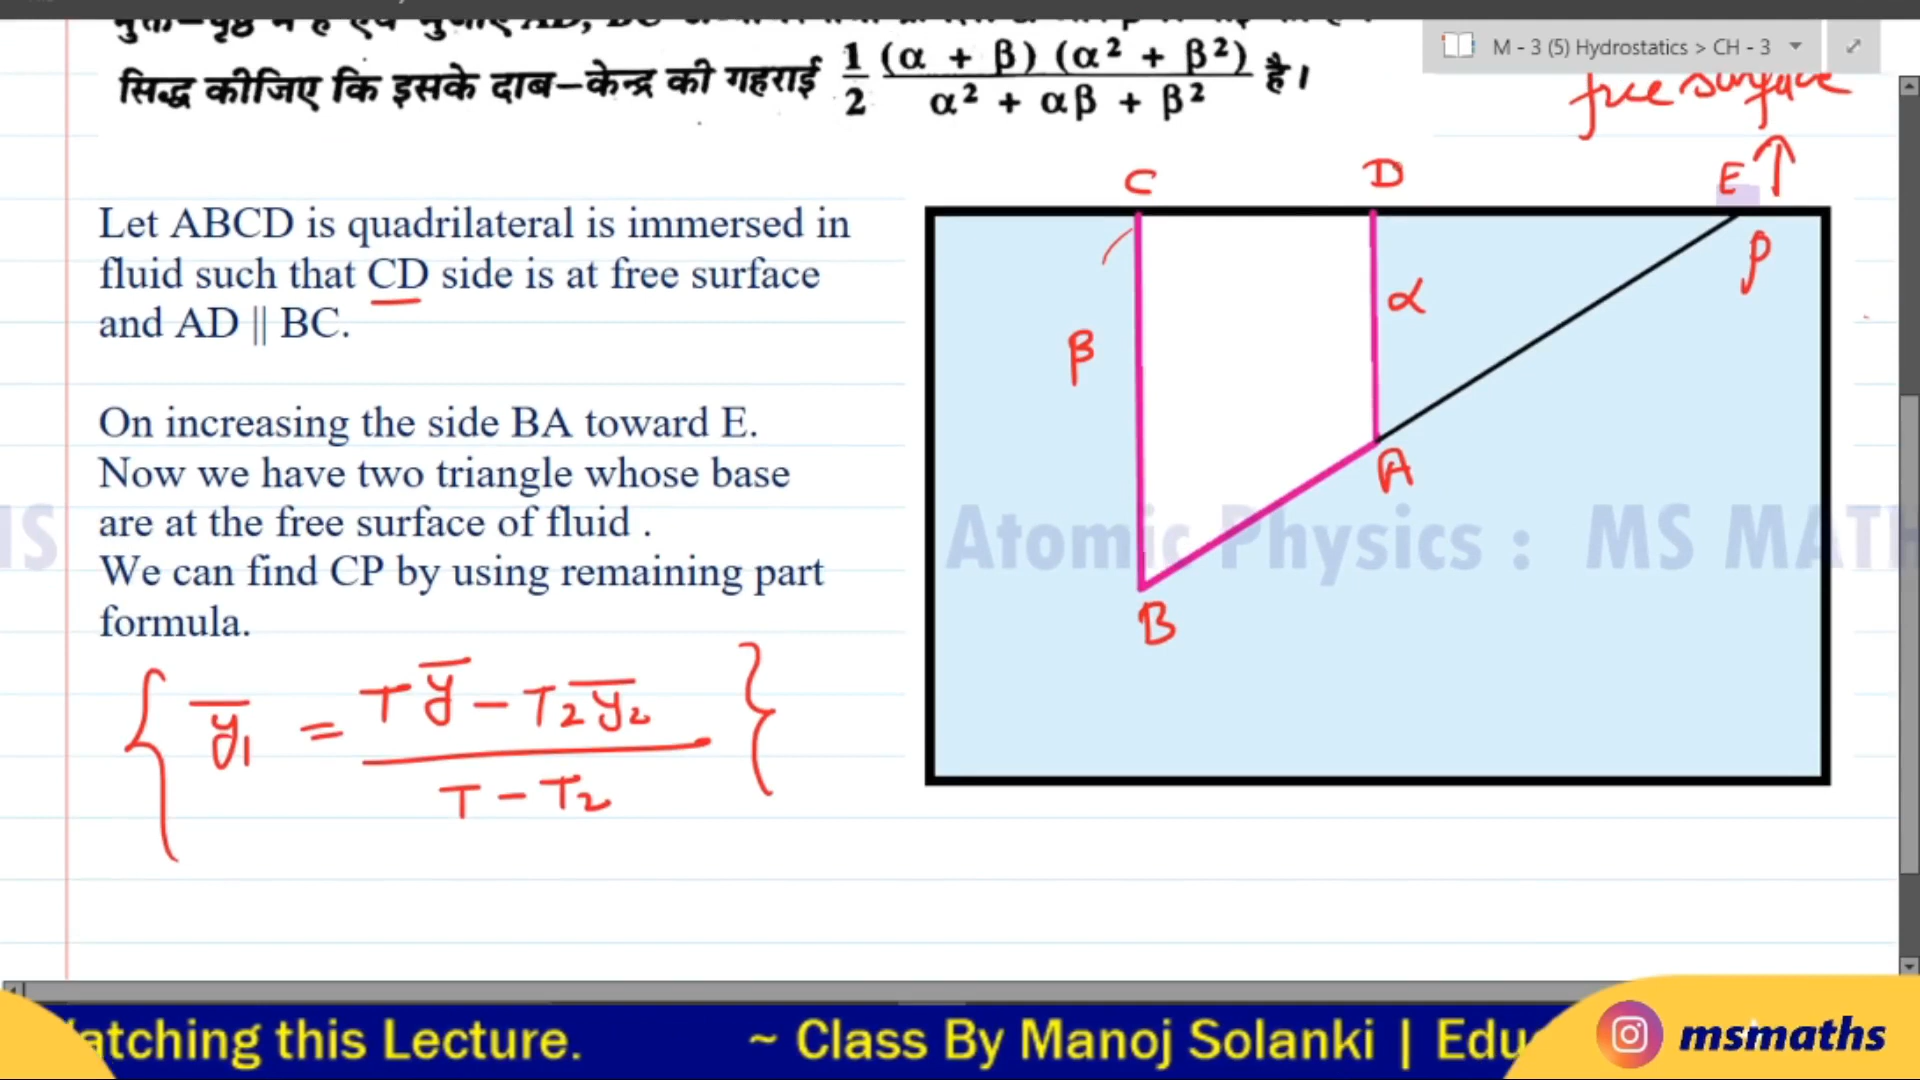 सिद्ध कीजिए कि इसके दाब-केन्द्र की गहराई 1/2 (α + β) (α² + β²) / α² + αβ + β² है।
M - 3 (5) Hydrostatics > CH - 3
free surface
Let ABCD is quadrilateral is immersed in
fluid such that CD side is at free surface
and AD || BC.
On increasing the side BA toward E.
Now we have two triangle whose base
are at the free surface of fluid .
We can find CP by using remaining part
formula.
{ ȳ₁ = (Tȳ - T₂ȳ₂) / (T - T₂) }
C D E
β α
A
B
Atomic Physics : MS MATH
atching this Lecture. ~ Class By Manoj Solanki | Edu
msmaths